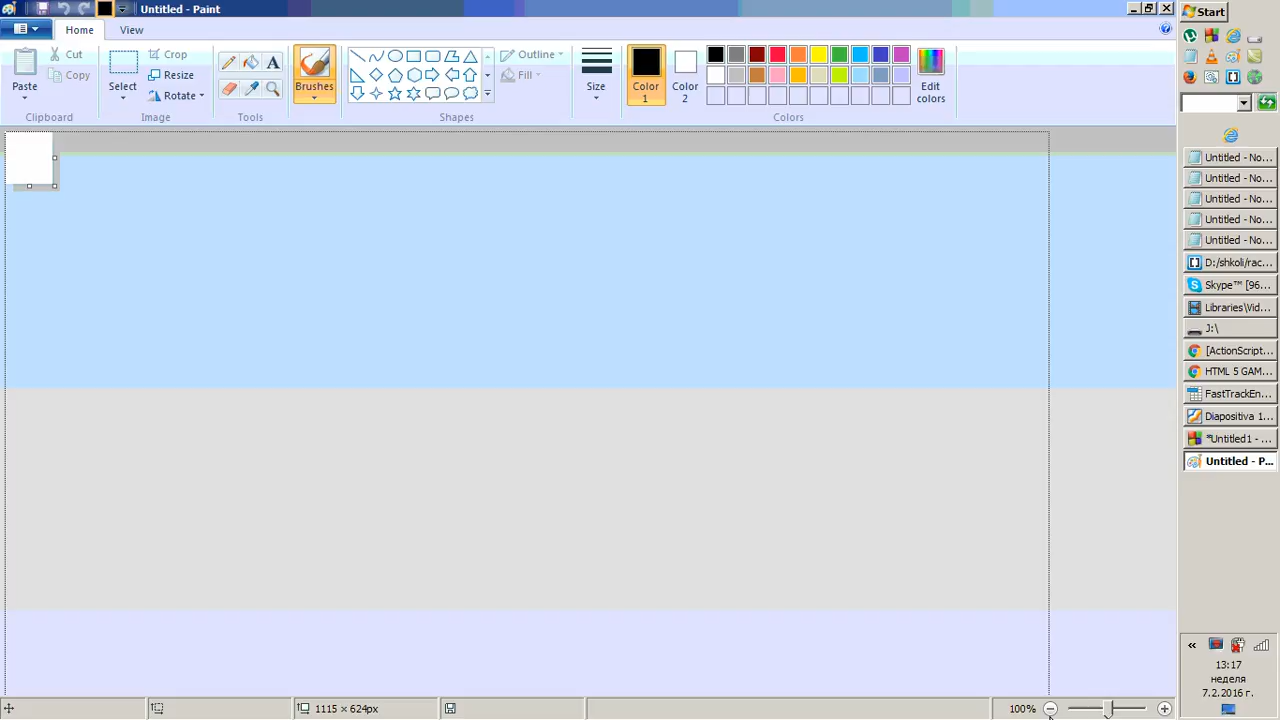 Untitled - Paint
Start
Home
View
Paste
Cut
Copy
Clipboard
Select
Crop
Resize
Rotate
Image
A
Tools
Brushes
Outline
Fill
Shapes
Size
Color
1
Color
2
Edit
colors
Colors
Untitled - No...
Untitled - No...
Untitled - No...
Untitled - No...
Untitled - No...
D:/shkoli/rac...
Skype™ [96...
Libraries\Vid...
J:\
[ActionScript...
HTML 5 GAM...
FastTrackEn...
Diapositiva 1...
*Untitled1 - ...
Untitled - P...
13:17
неделя
7.2.2016 г.
1115 × 624px
100%